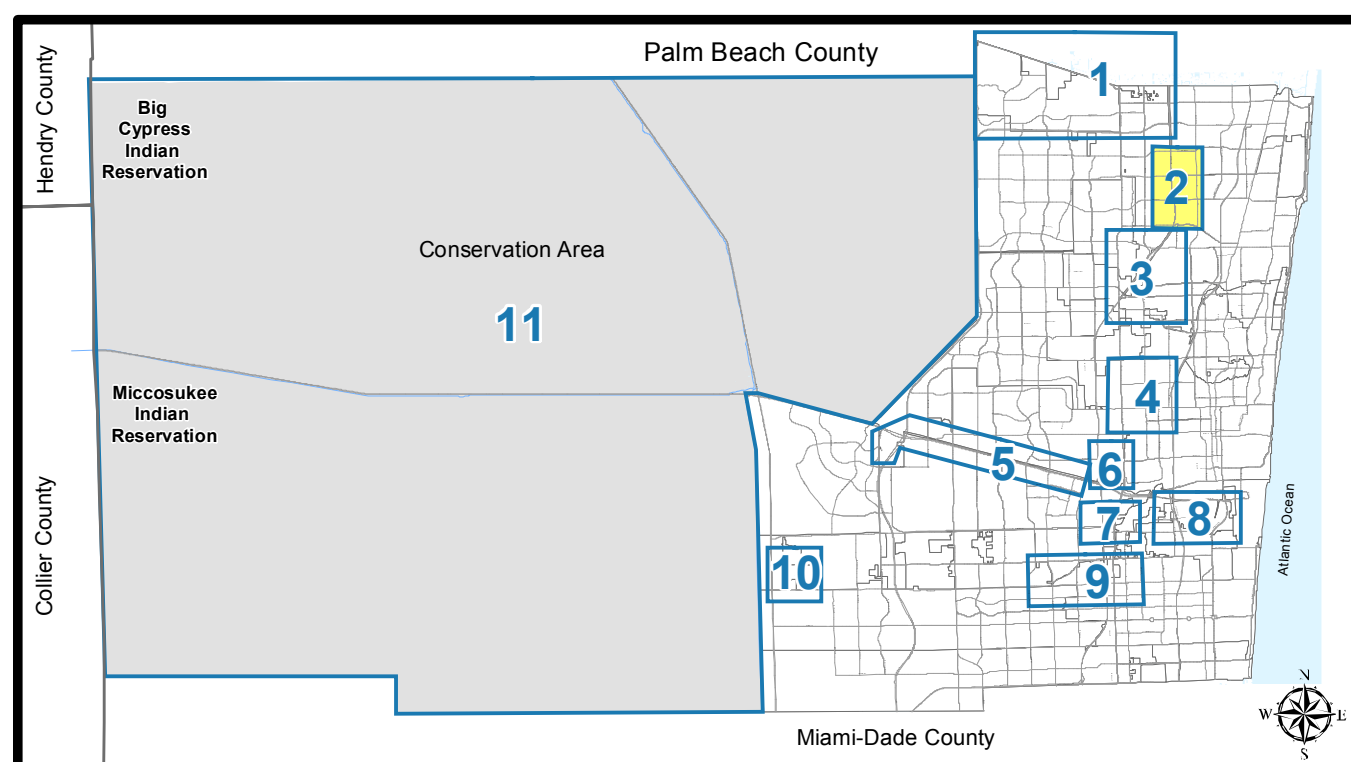 Palm Beach County
Hendry County
1
Big
Cypress
Indian
Reservation
2
Conservation Area
3
11
Miccosukee
Indian
Reservation
4
5
6
7
8
Atlantic Ocean
Collier County
10
9
N
W
E
S
Miami-Dade County